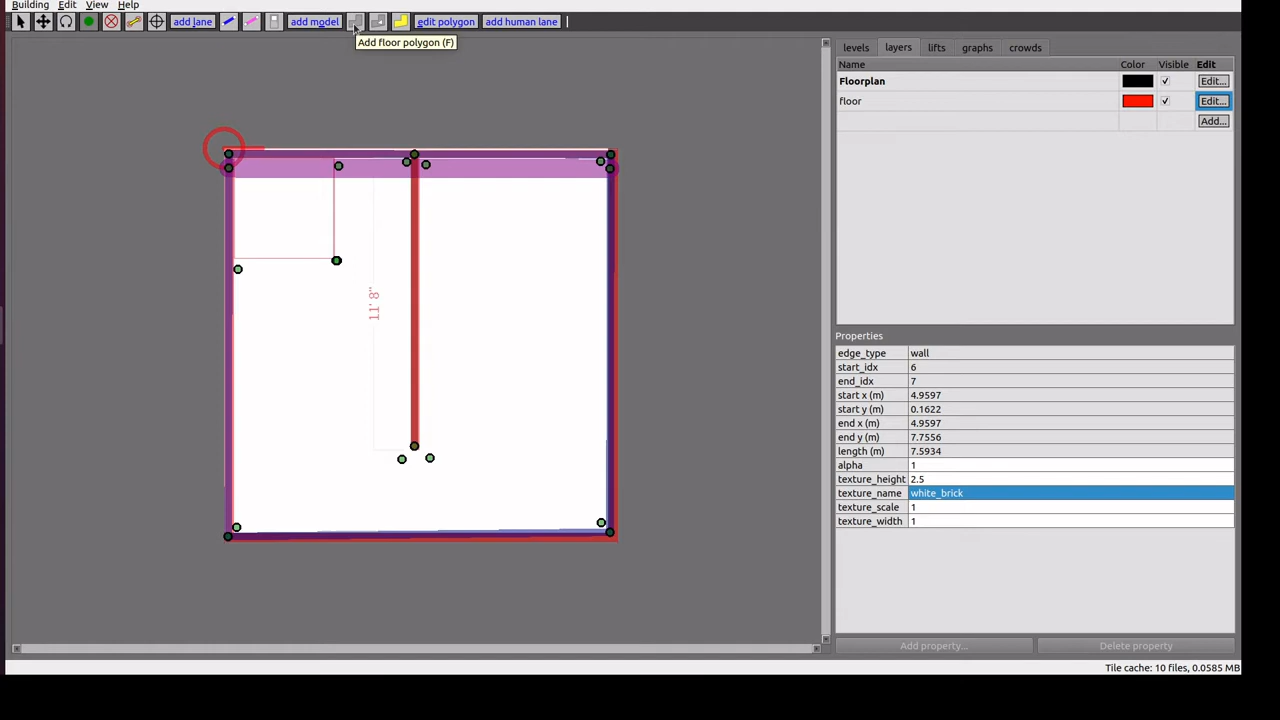 Building Edit View Help
add lane add model edit polygon add human lane
Add floor polygon (F)
levels layers lifts graphs crowds
Name Color Visible Edit
Floorplan Edit...
floor Edit...
Add...
11' 8"
Properties
edge_type wall
start_idx 6
end_idx 7
start x (m) 4.9597
start y (m) 0.1622
end x (m) 4.9597
end y (m) 7.7556
length (m) 7.5934
alpha 1
texture_height 2.5
texture_name white_brick
texture_scale 1
texture_width 1
Add property... Delete property
Tile cache: 10 files, 0.0585 MB